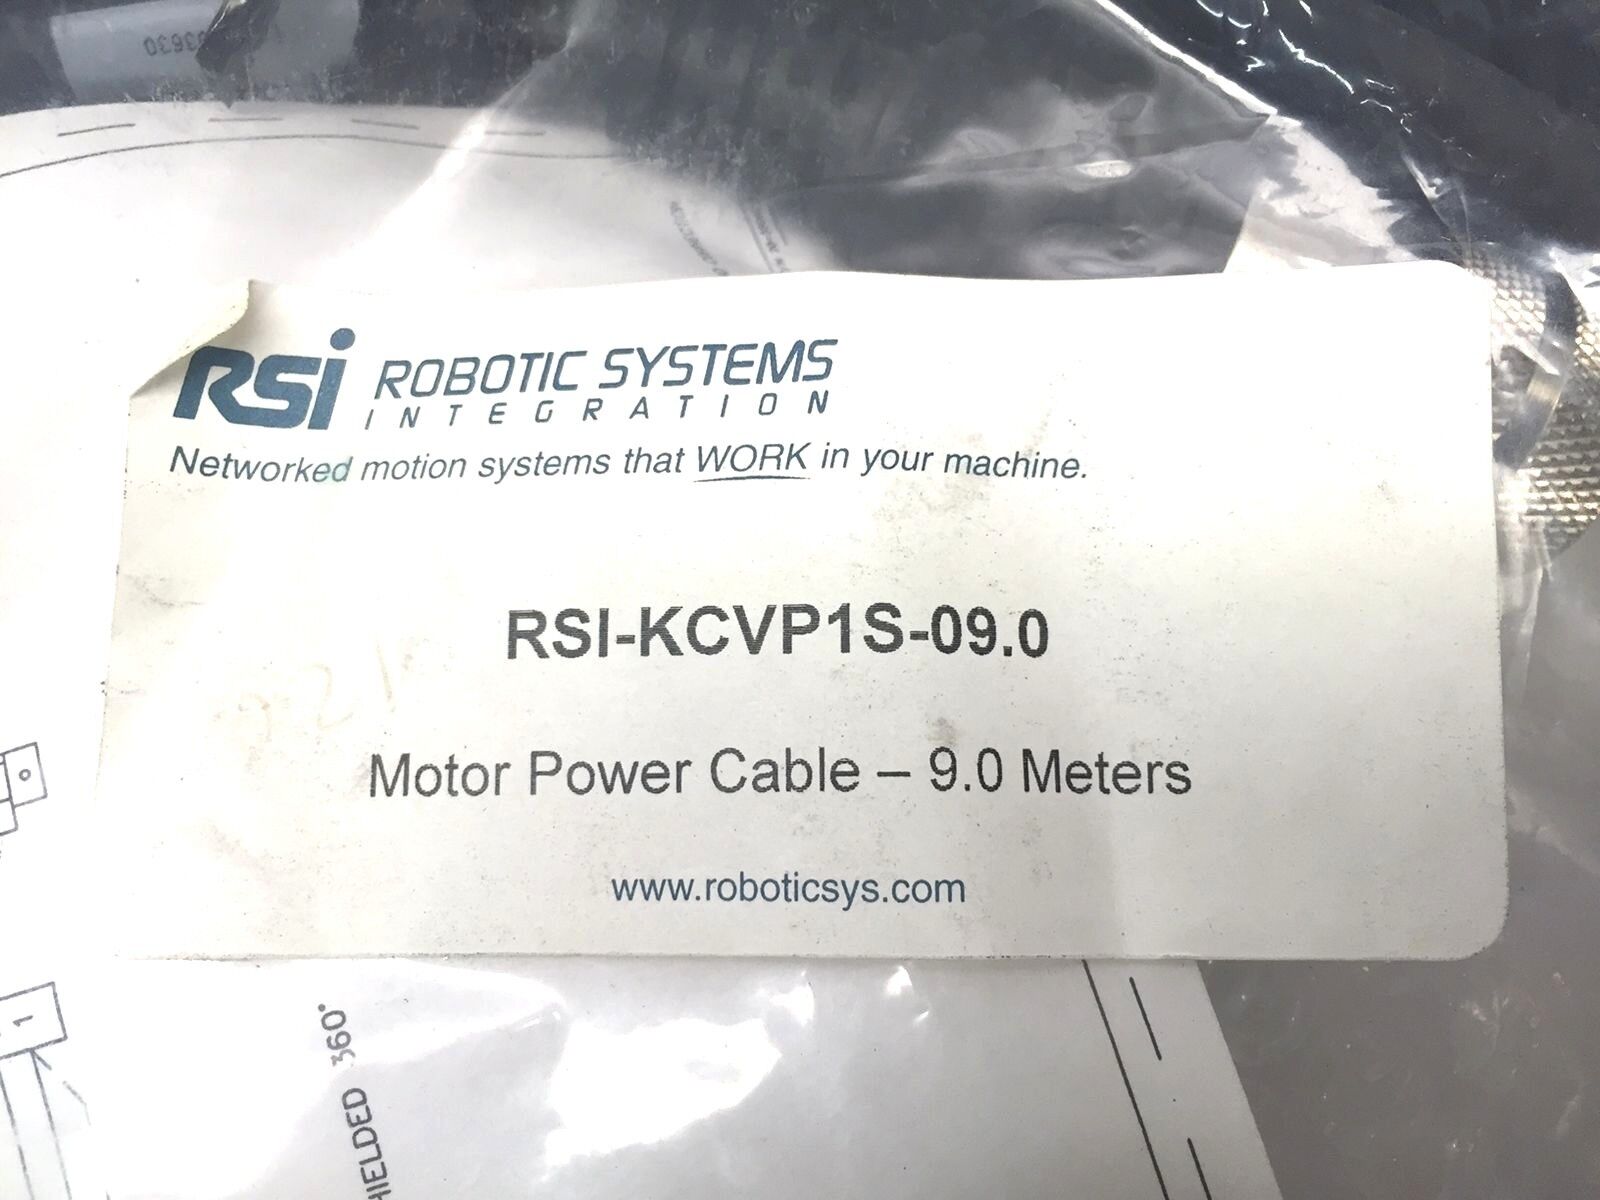 RSi ROBOTIC SYSTEMS
INTEGRATION
Networked motion systems that WORK in your machine.
RSI-KCVP1S-09.0
Motor Power Cable – 9.0 Meters
www.roboticsys.com
1
360°